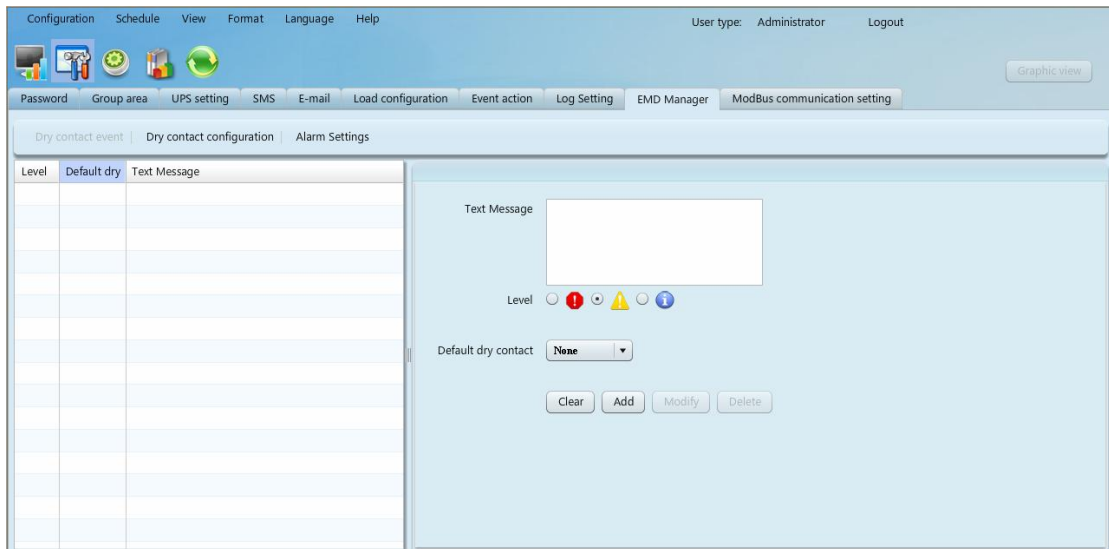 Configuration Schedule View Format Language Help User type: Administrator Logout
Graphic view
Password Group area UPS setting SMS E-mail Load configuration Event action Log Setting EMD Manager ModBus communication setting
Dry contact event Dry contact configuration Alarm Settings
Level Default dry Text Message
Text Message
Level
Default dry contact None
Clear Add Modify Delete